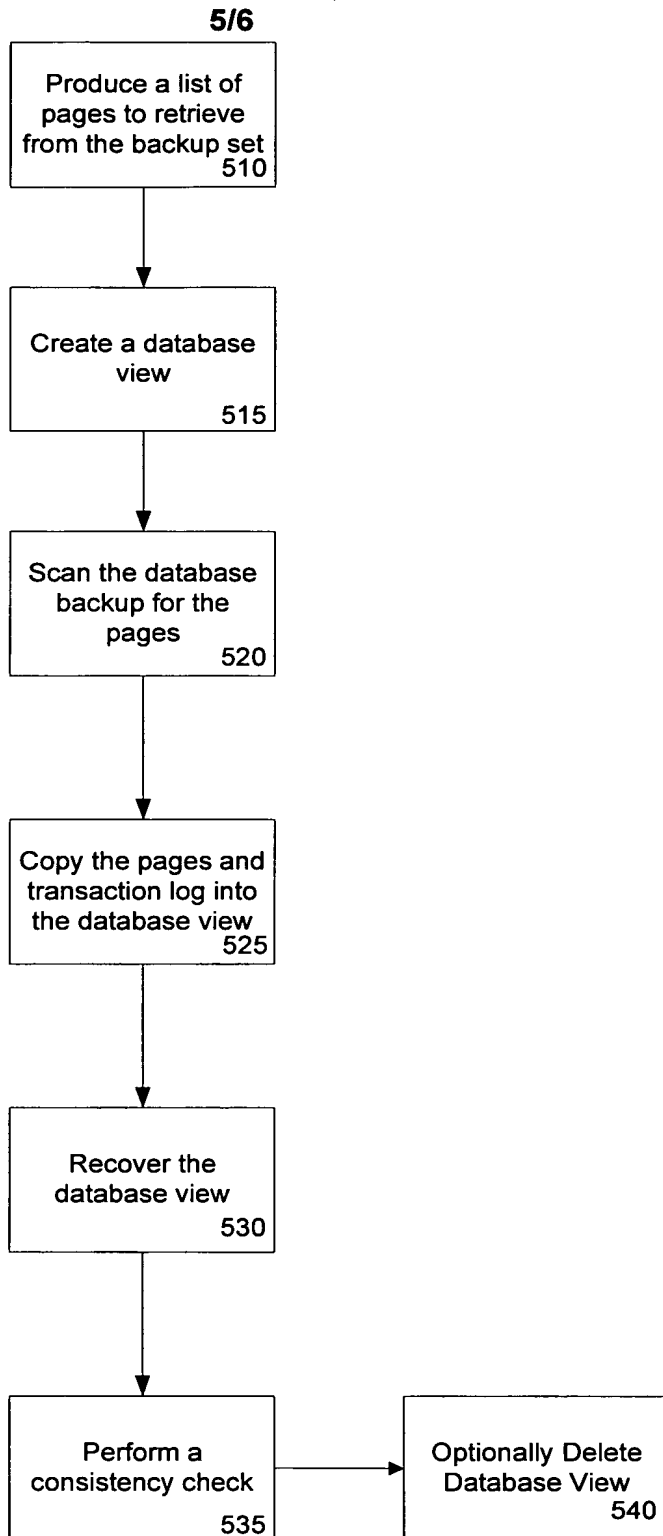 5/6
Produce a list of
pages to retrieve
from the backup set
510
Create a database
view
515
Scan the database
backup for the
pages
520
Copy the pages and
transaction log into
the database view
525
Recover the
database view
530
Perform a
consistency check
535
Optionally Delete
Database View
540